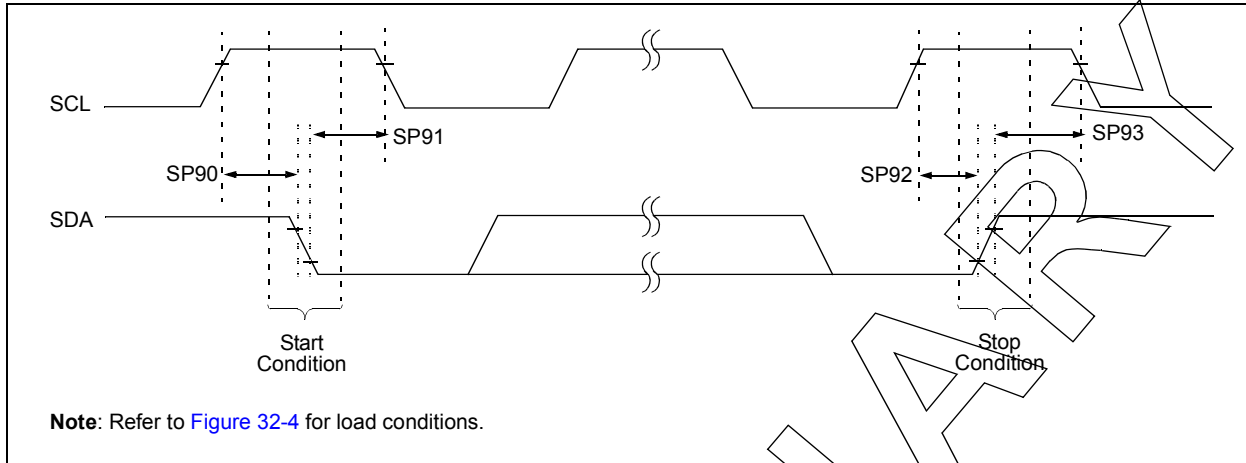 SCL
SP91
SP93
SP90
SP92
SDA
Start
Condition
Stop
Condition
Note: Refer to Figure 32-4 for load conditions.
ARY